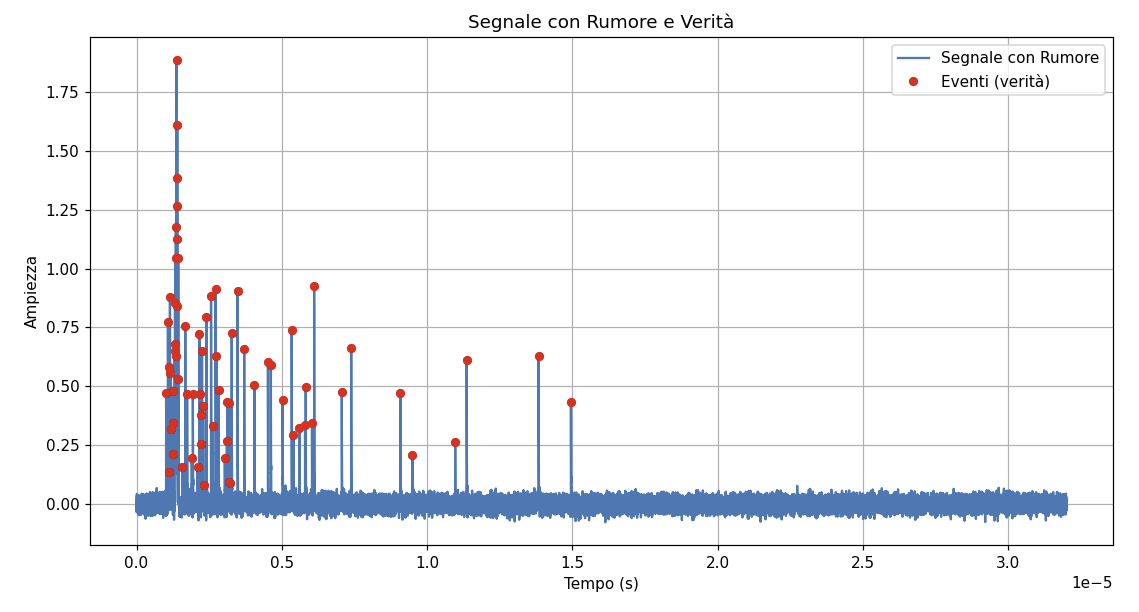 Segnale con Rumore e Verità
Segnale con Rumore
Eventi (verità)
Ampiezza
1.75
1.50
1.25
1.00
0.75
0.50
0.25
0.00
0.0 0.5 1.0 1.5 2.0 2.5 3.0
Tempo (s)
1e−5